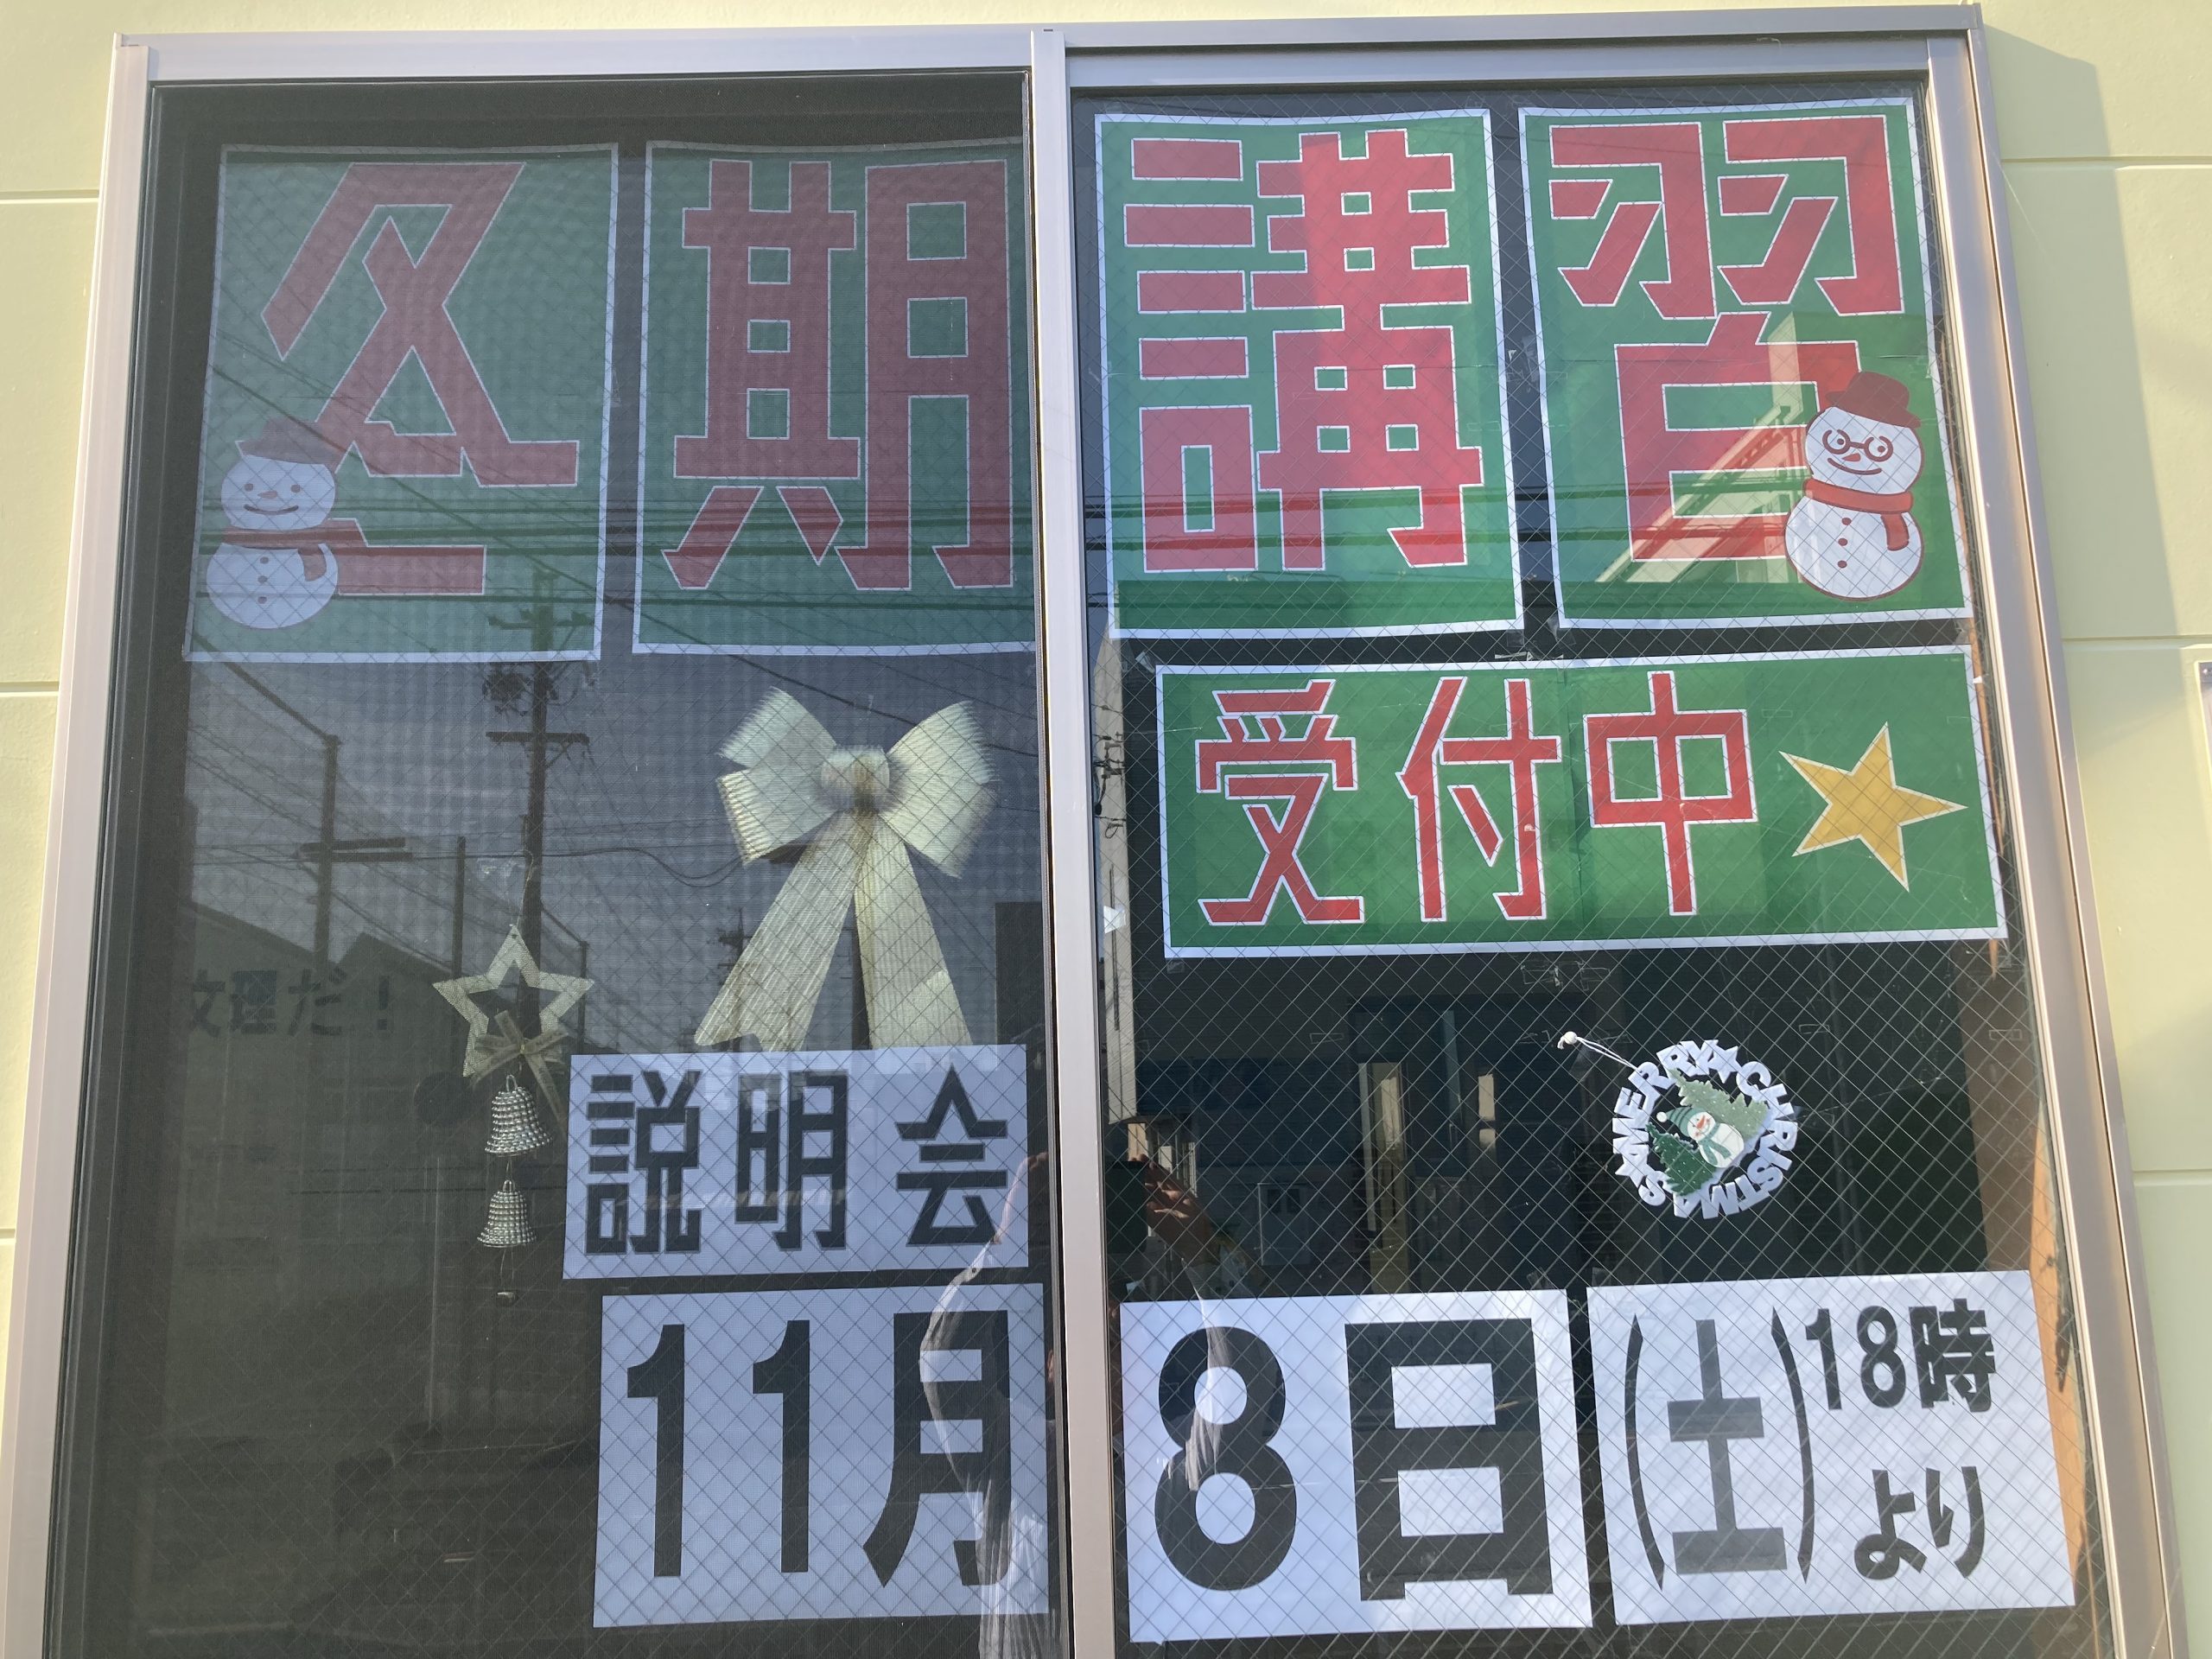 冬期講習
受付中
文理だ！
説明会
MERRY CHRISTMAS
11月8日(土)18時
より